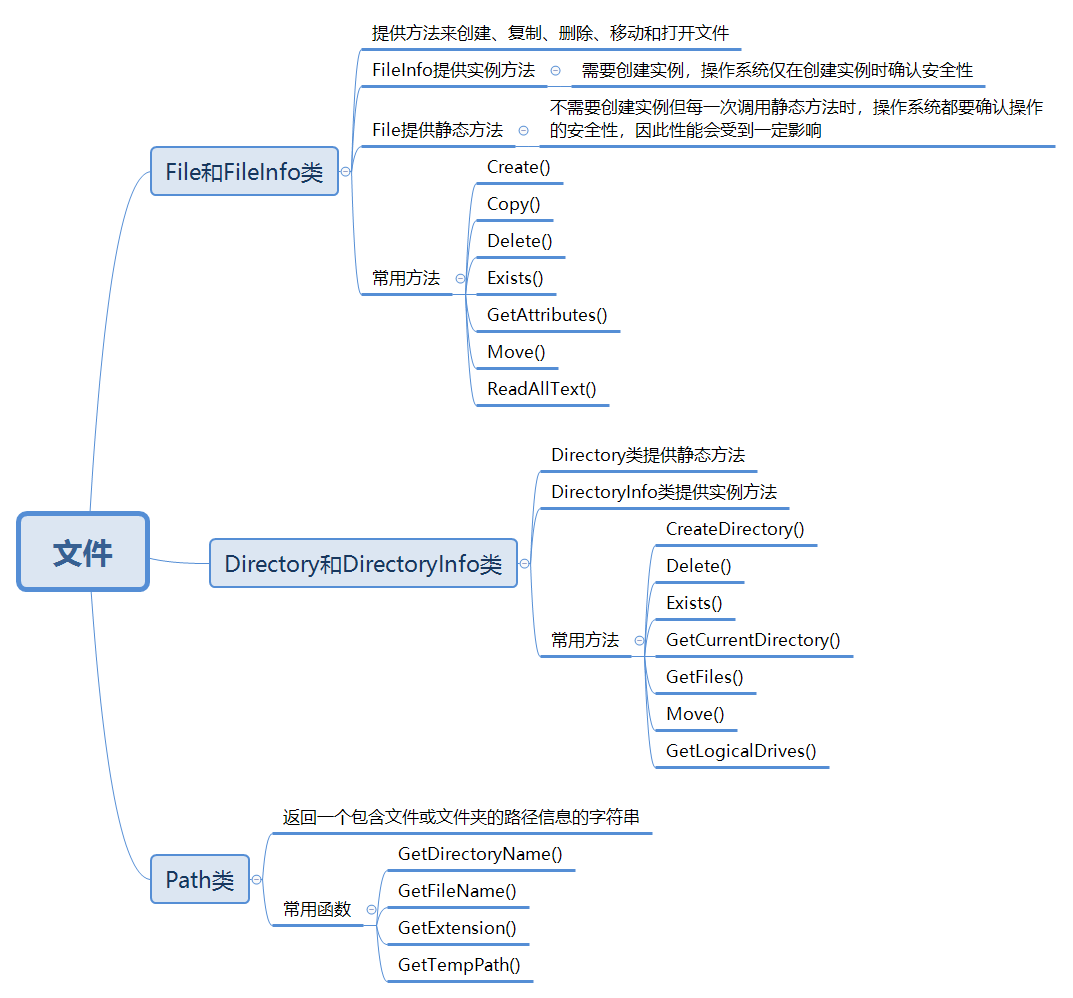 文件
File和FileInfo类
提供方法来创建、复制、删除、移动和打开文件
FileInfo提供实例方法
需要创建实例，操作系统仅在创建实例时确认安全性
File提供静态方法
不需要创建实例但每一次调用静态方法时，操作系统都要确认操作
的安全性，因此性能会受到一定影响
常用方法
Create()
Copy()
Delete()
Exists()
GetAttributes()
Move()
ReadAllText()
Directory和DirectoryInfo类
Directory类提供静态方法
DirectoryInfo类提供实例方法
常用方法
CreateDirectory()
Delete()
Exists()
GetCurrentDirectory()
GetFiles()
Move()
GetLogicalDrives()
Path类
返回一个包含文件或文件夹的路径信息的字符串
常用函数
GetDirectoryName()
GetFileName()
GetExtension()
GetTempPath()